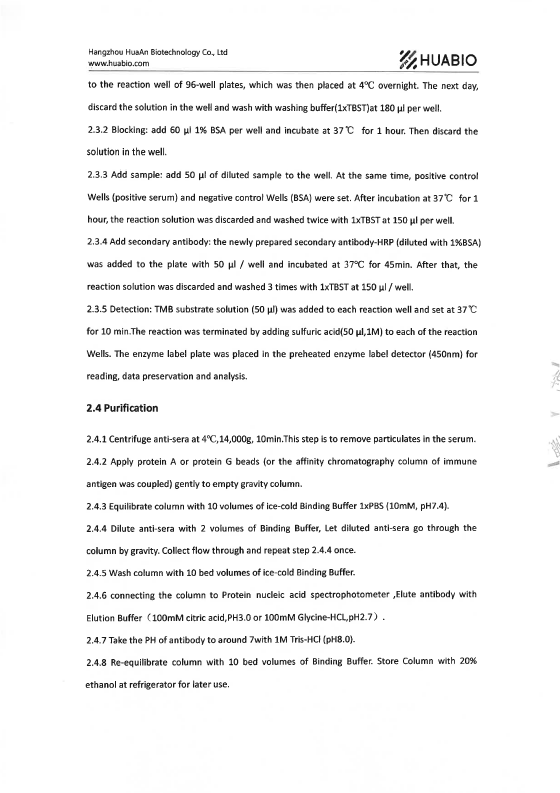 Hangzhou HuaAn Biotechnology Co., Ltd
www.huabio.com
HUABIO
to the reaction well of 96-well plates, which was then placed at 4℃ overnight. The next day,
discard the solution in the well and wash with washing buffer(1xTBST)at 180 μl per well.
2.3.2 Blocking: add 60 μl 1% BSA per well and incubate at 37℃ for 1 hour. Then discard the
solution in the well.
2.3.3 Add sample: add 50 μl of diluted sample to the well. At the same time, positive control
Wells (positive serum) and negative control Wells (BSA) were set. After incubation at 37℃ for 1
hour, the reaction solution was discarded and washed twice with 1xTBST at 150 μl per well.
2.3.4 Add secondary antibody: the newly prepared secondary antibody-HRP (diluted with 1%BSA)
was added to the plate with 50 μl / well and incubated at 37℃ for 45min. After that, the
reaction solution was discarded and washed 3 times with 1xTBST at 150 μl / well.
2.3.5 Detection: TMB substrate solution (50 μl) was added to each reaction well and set at 37℃
for 10 min.The reaction was terminated by adding sulfuric acid(50 μl,1M) to each of the reaction
Wells. The enzyme label plate was placed in the preheated enzyme label detector (450nm) for
reading, data preservation and analysis.
2.4 Purification
2.4.1 Centrifuge anti-sera at 4℃,14,000g, 10min.This step is to remove particulates in the serum.
2.4.2 Apply protein A or protein G beads (or the affinity chromatography column of immune
antigen was coupled) gently to empty gravity column.
2.4.3 Equilibrate column with 10 volumes of ice-cold Binding Buffer 1xPBS (10mM, pH7.4).
2.4.4 Dilute anti-sera with 2 volumes of Binding Buffer, Let diluted anti-sera go through the
column by gravity. Collect flow through and repeat step 2.4.4 once.
2.4.5 Wash column with 10 bed volumes of ice-cold Binding Buffer.
2.4.6 connecting the column to Protein nucleic acid spectrophotometer ,Elute antibody with
Elution Buffer（100mM citric acid,PH3.0 or 100mM Glycine-HCL,pH2.7）.
2.4.7 Take the PH of antibody to around 7with 1M Tris-HCl (pH8.0).
2.4.8 Re-equilibrate column with 10 bed volumes of Binding Buffer. Store Column with 20%
ethanol at refrigerator for later use.